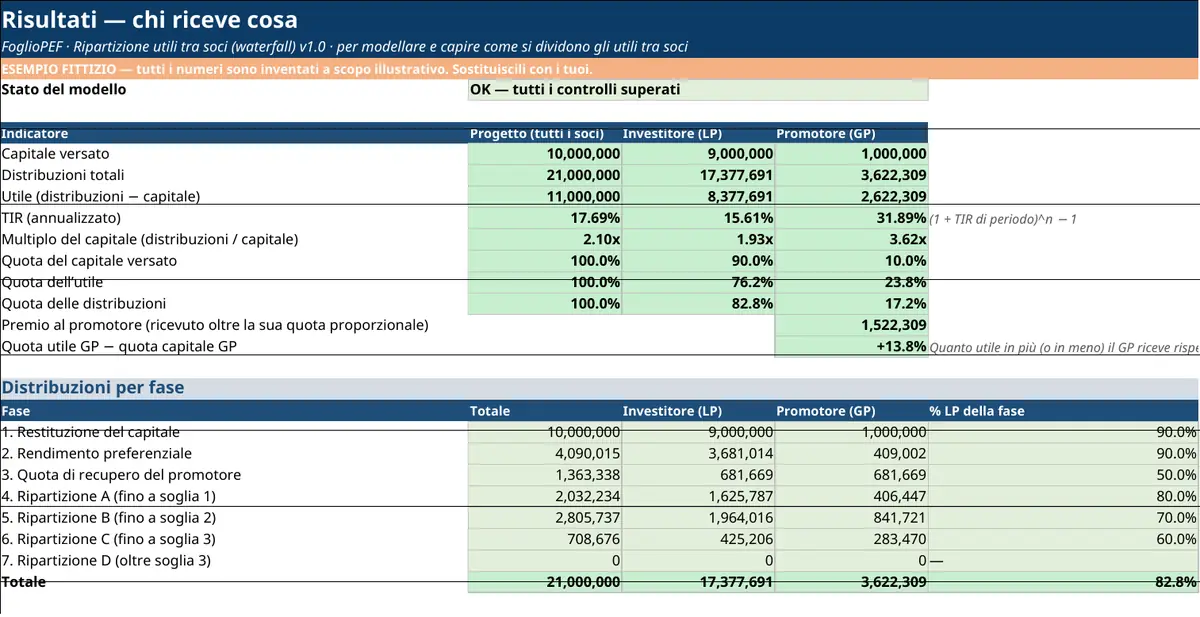 Risultati — chi riceve cosa
FoglioPEF · Ripartizione utili tra soci (waterfall) v1.0 · per modellare e capire come si dividono gli utili tra soci
ESEMPIO FITTIZIO — tutti i numeri sono inventati a scopo illustrativo. Sostituiscili con i tuoi.
Stato del modello OK — tutti i controlli superati
Indicatore Progetto (tutti i soci) Investitore (LP) Promotore (GP)
Capitale versato 10,000,000 9,000,000 1,000,000
Distribuzioni totali 21,000,000 17,377,691 3,622,309
Utile (distribuzioni − capitale) 11,000,000 8,377,691 2,622,309
TIR (annualizzato) 17.69% 15.61% 31.89% (1 + TIR di periodo)^n − 1
Multiplo del capitale (distribuzioni / capitale) 2.10x 1.93x 3.62x
Quota del capitale versato 100.0% 90.0% 10.0%
Quota dell'utile 100.0% 76.2% 23.8%
Quota delle distribuzioni 100.0% 82.8% 17.2%
Premio al promotore (ricevuto oltre la sua quota proporzionale) 1,522,309
Quota utile GP − quota capitale GP +13.8% Quanto utile in più (o in meno) il GP riceve rispe
Distribuzioni per fase
Fase Totale Investitore (LP) Promotore (GP) % LP della fase
1. Restituzione del capitale 10,000,000 9,000,000 1,000,000 90.0%
2. Rendimento preferenziale 4,090,015 3,681,014 409,002 90.0%
3. Quota di recupero del promotore 1,363,338 681,669 681,669 50.0%
4. Ripartizione A (fino a soglia 1) 2,032,234 1,625,787 406,447 80.0%
5. Ripartizione B (fino a soglia 2) 2,805,737 1,964,016 841,721 70.0%
6. Ripartizione C (fino a soglia 3) 708,676 425,206 283,470 60.0%
7. Ripartizione D (oltre soglia 3) 0 0 0 —
Totale 21,000,000 17,377,691 3,622,309 82.8%